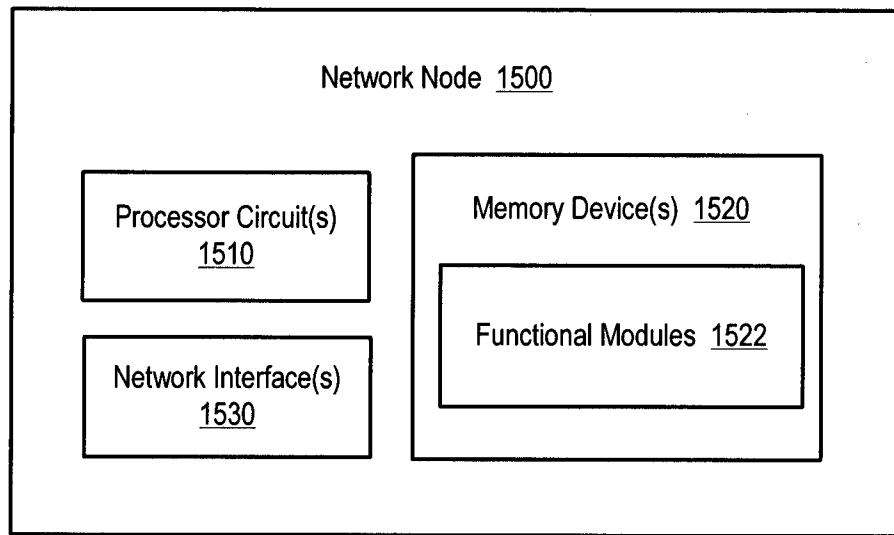 Network Node 1500
Processor Circuit(s)
1510
Network Interface(s)
1530
Memory Device(s) 1520
Functional Modules 1522